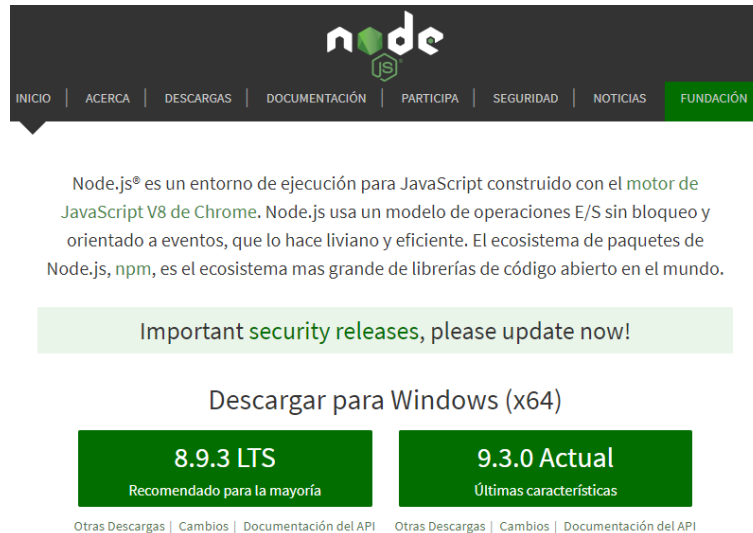 node
JS
INICIO | ACERCA | DESCARGAS | DOCUMENTACIÓN | PARTICIPA | SEGURIDAD | NOTICIAS | FUNDACIÓN
Node.js® es un entorno de ejecución para JavaScript construido con el motor de
JavaScript V8 de Chrome. Node.js usa un modelo de operaciones E/S sin bloqueo y
orientado a eventos, que lo hace liviano y eficiente. El ecosistema de paquetes de
Node.js, npm, es el ecosistema mas grande de librerías de código abierto en el mundo.
Important security releases, please update now!
Descargar para Windows (x64)
8.9.3 LTS
Recomendado para la mayoría
9.3.0 Actual
Últimas características
Otras Descargas | Cambios | Documentación del API
Otras Descargas | Cambios | Documentación del API